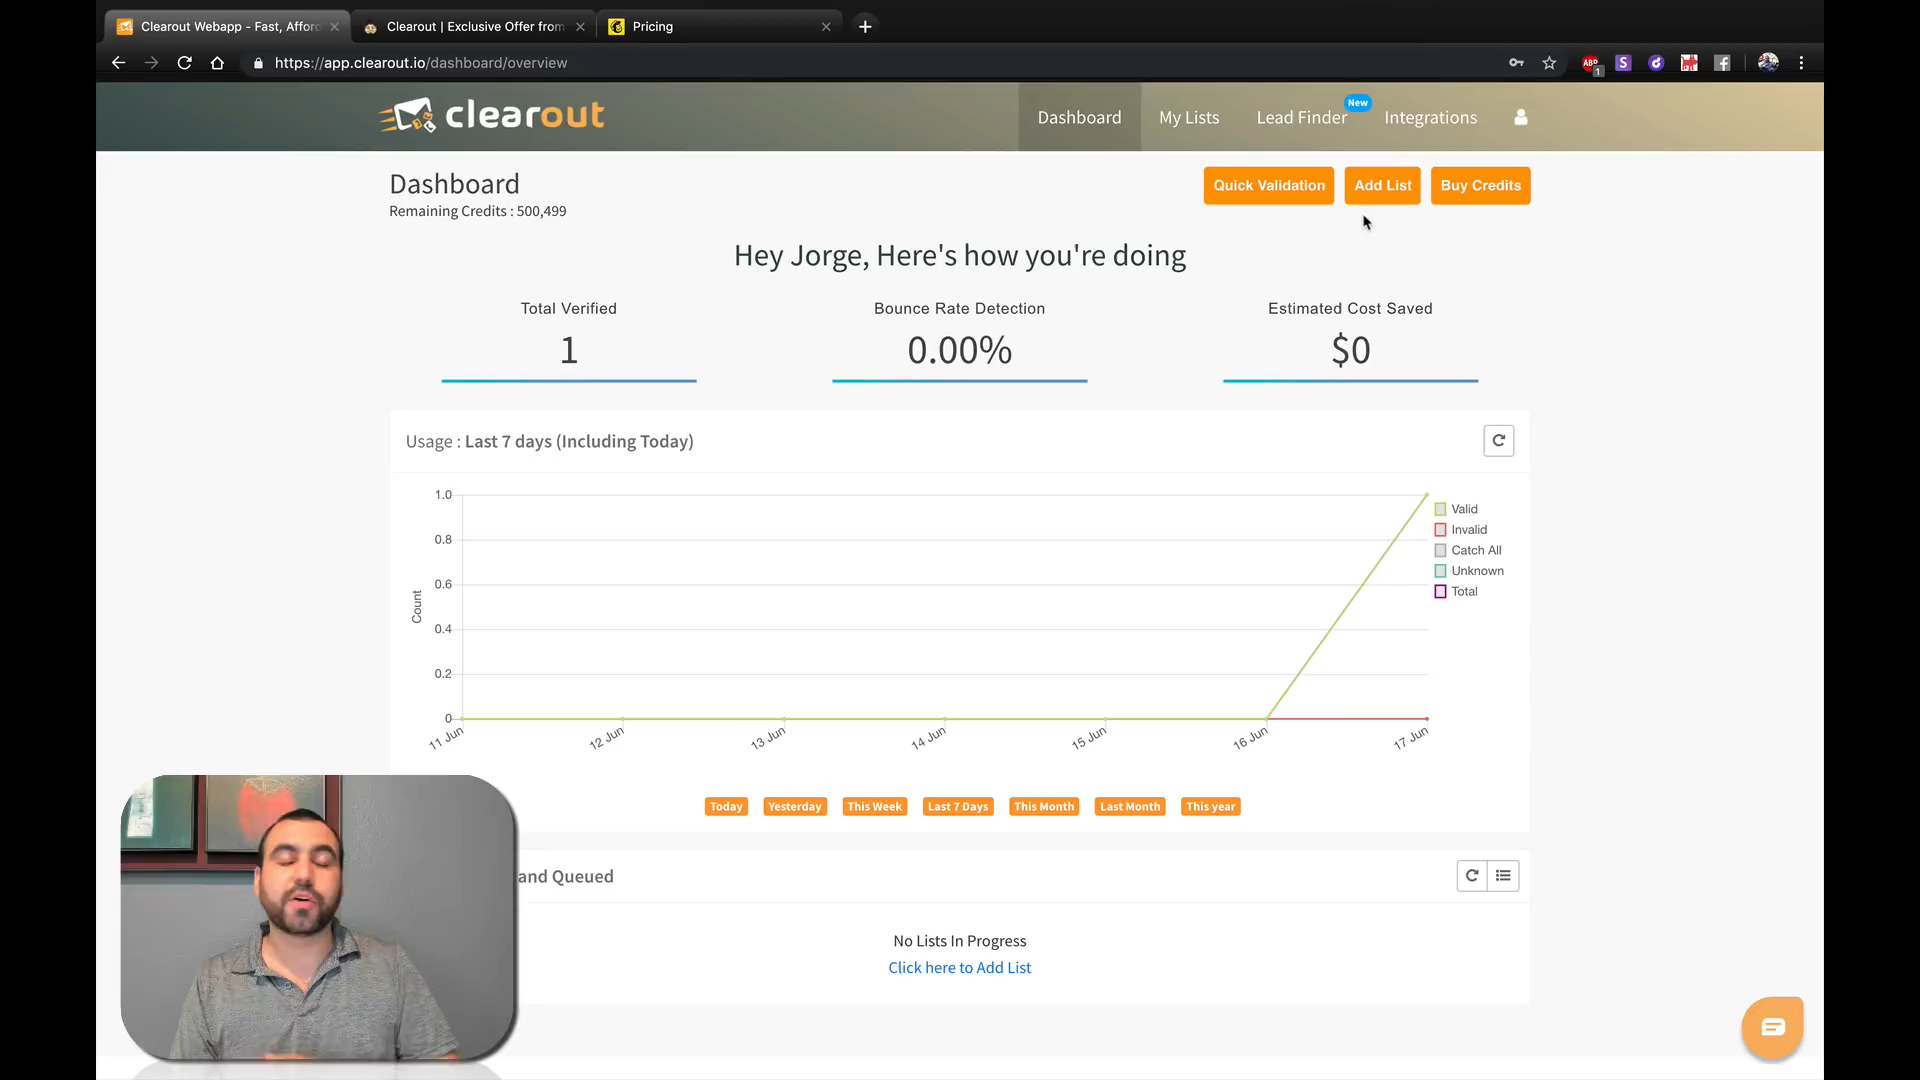 Clearout Webapp - Fast, Affor
Clearout | Exclusive Offer from
Pricing
https://app.clearout.io/dashboard/overview
ABP
1
S
clearout
Dashboard
My Lists
Lead Finder
New
Integrations
Dashboard
Remaining Credits : 500,499
Quick Validation
Add List
Buy Credits
Hey Jorge, Here's how you're doing
Total Verified
1
Bounce Rate Detection
0.00%
Estimated Cost Saved
$0
Usage : Last 7 days (Including Today)
Count
1.0
0.8
0.6
0.4
0.2
0
11 Jun
12 Jun
13 Jun
14 Jun
15 Jun
16 Jun
17 Jun
Valid
Invalid
Catch All
Unknown
Total
Today
Yesterday
This Week
Last 7 Days
This Month
Last Month
This year
and Queued
No Lists In Progress
Click here to Add List